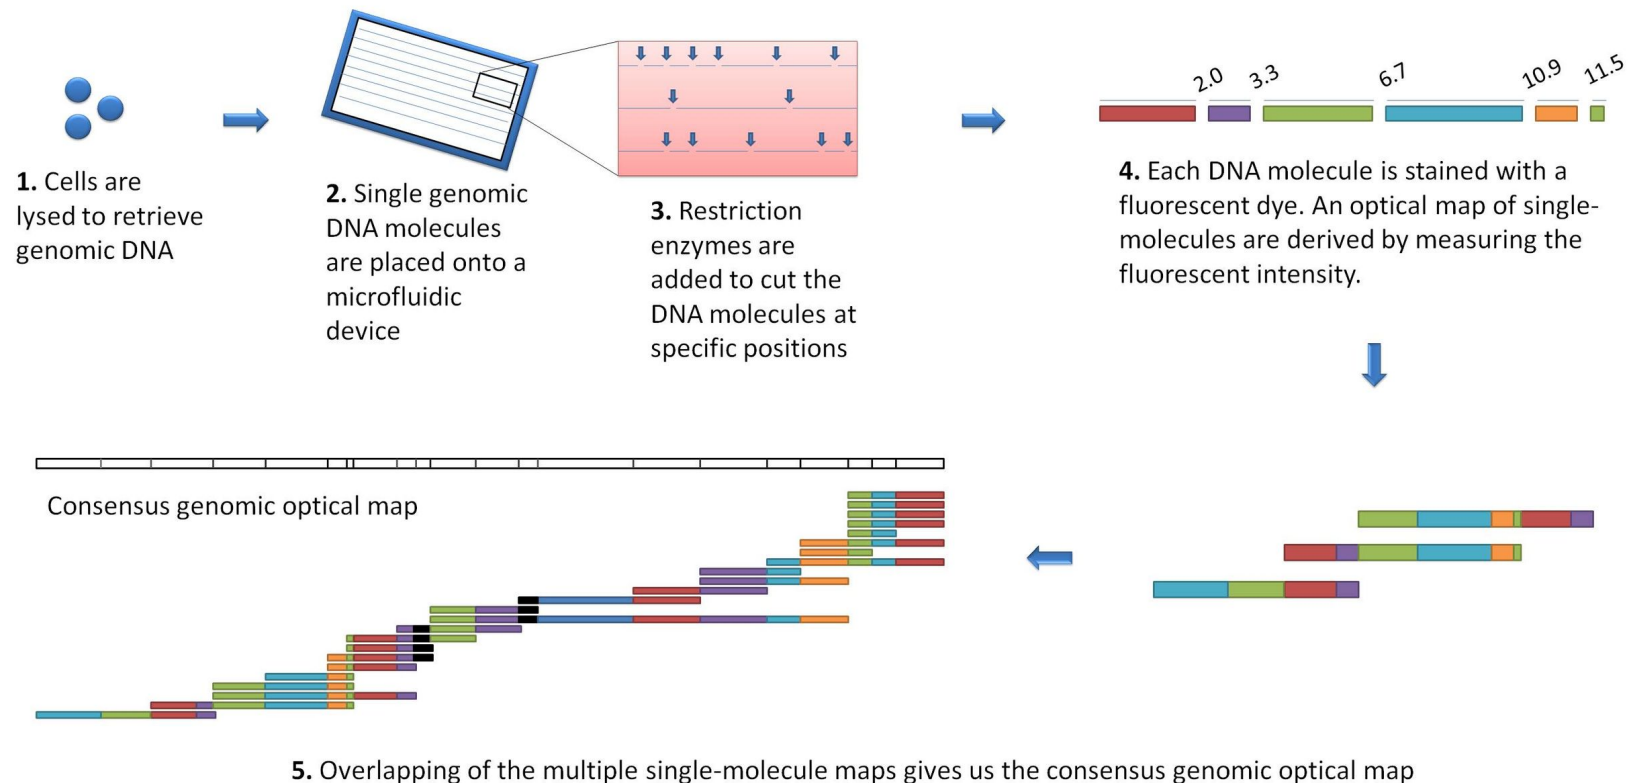 1. Cells are
lysed to retrieve
genomic DNA
2. Single genomic
DNA molecules
are placed onto a
microfluidic
device
3. Restriction
enzymes are
added to cut the
DNA molecules at
specific positions
2.0 3.3 6.7 10.9 11.5
4. Each DNA molecule is stained with a
fluorescent dye. An optical map of single-
molecules are derived by measuring the
fluorescent intensity.
Consensus genomic optical map
5. Overlapping of the multiple single-molecule maps gives us the consensus genomic optical map